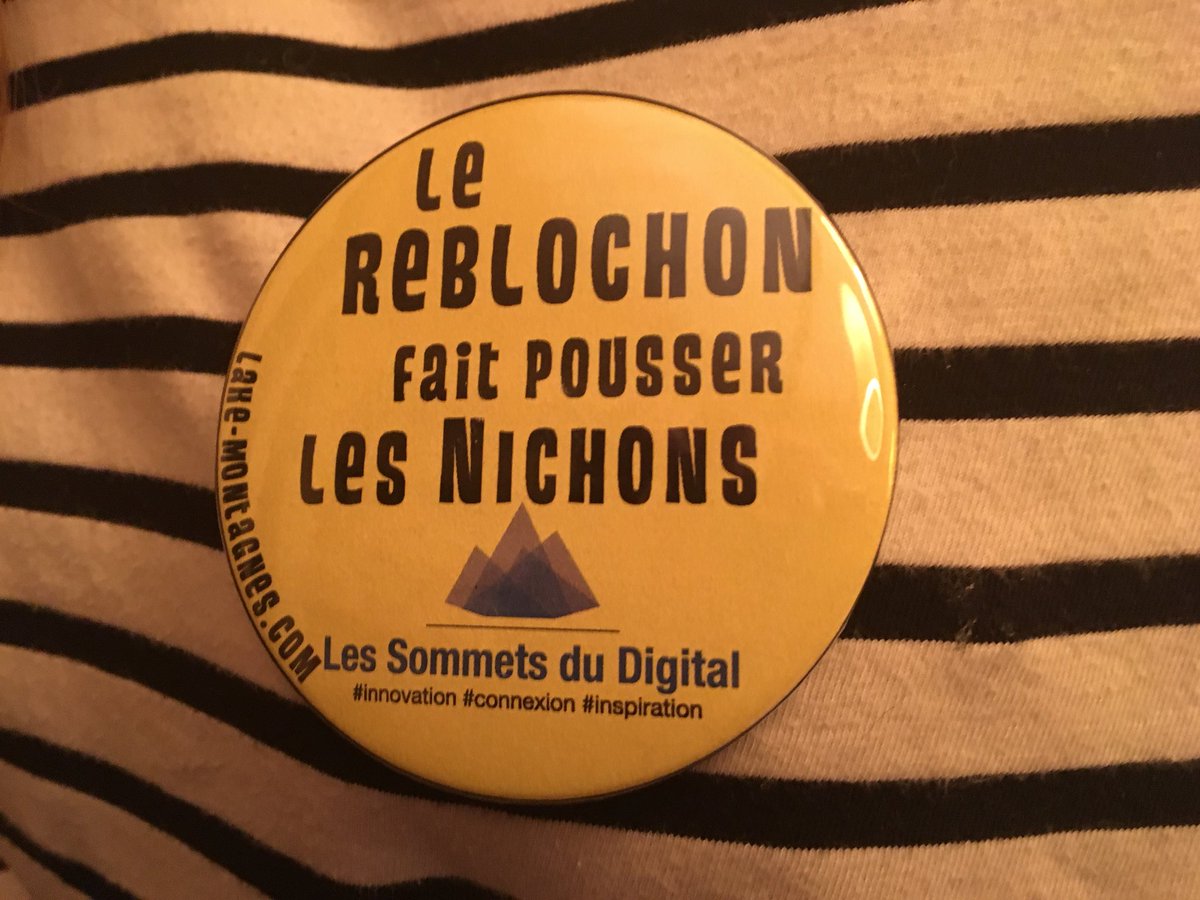 Le
ReBLOCHON
Fait POUSSeR
Les NICHONS
Lake-Montagnes.com
Les Sommets du Digital
#innovation #connexion #inspiration